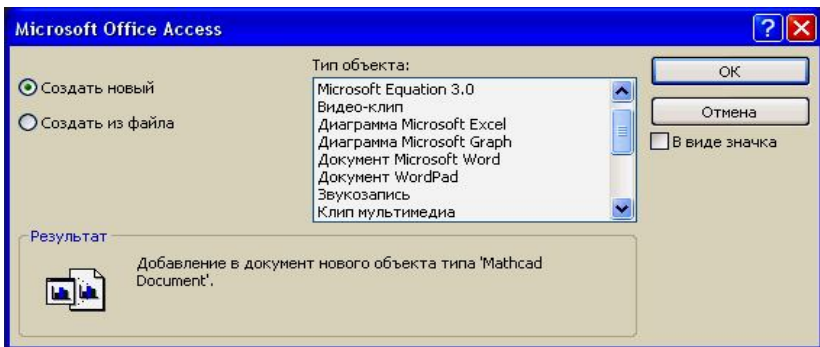 Microsoft Office Access
Создать новый
Создать из файла
Тип объекта:
Microsoft Equation 3.0
Видео-клип
Диаграмма Microsoft Excel
Диаграмма Microsoft Graph
Документ Microsoft Word
Документ WordPad
Звукозапись
Клип мультимедиа
ОК
Отмена
В виде значка
Результат
Добавление в документ нового объекта типа 'Mathcad
Document'.